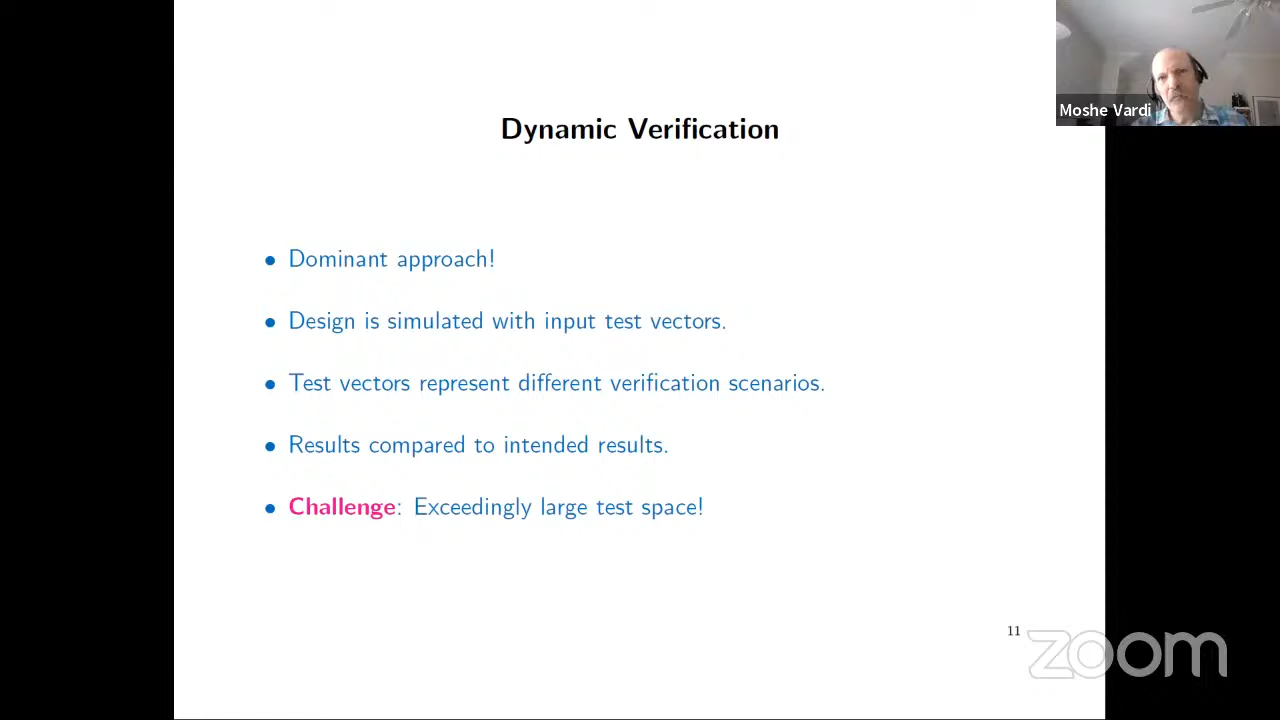 Moshe Vardi
Dynamic Verification
• Dominant approach!
• Design is simulated with input test vectors.
• Test vectors represent different verification scenarios.
• Results compared to intended results.
• Challenge: Exceedingly large test space!
11
zoom